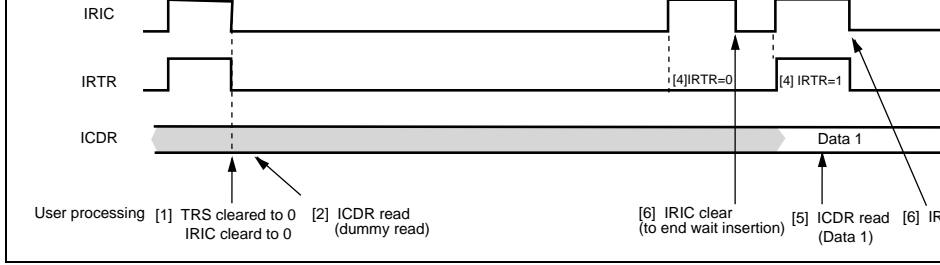 IRIC
IRTR
[4]IRTR=0
[4] IRTR=1
ICDR
Data 1
User processing
[1] TRS cleared to 0
IRIC cleard to 0
[2] ICDR read
(dummy read)
[6] IRIC clear
(to end wait insertion)
[5] ICDR read
(Data 1)
[6]